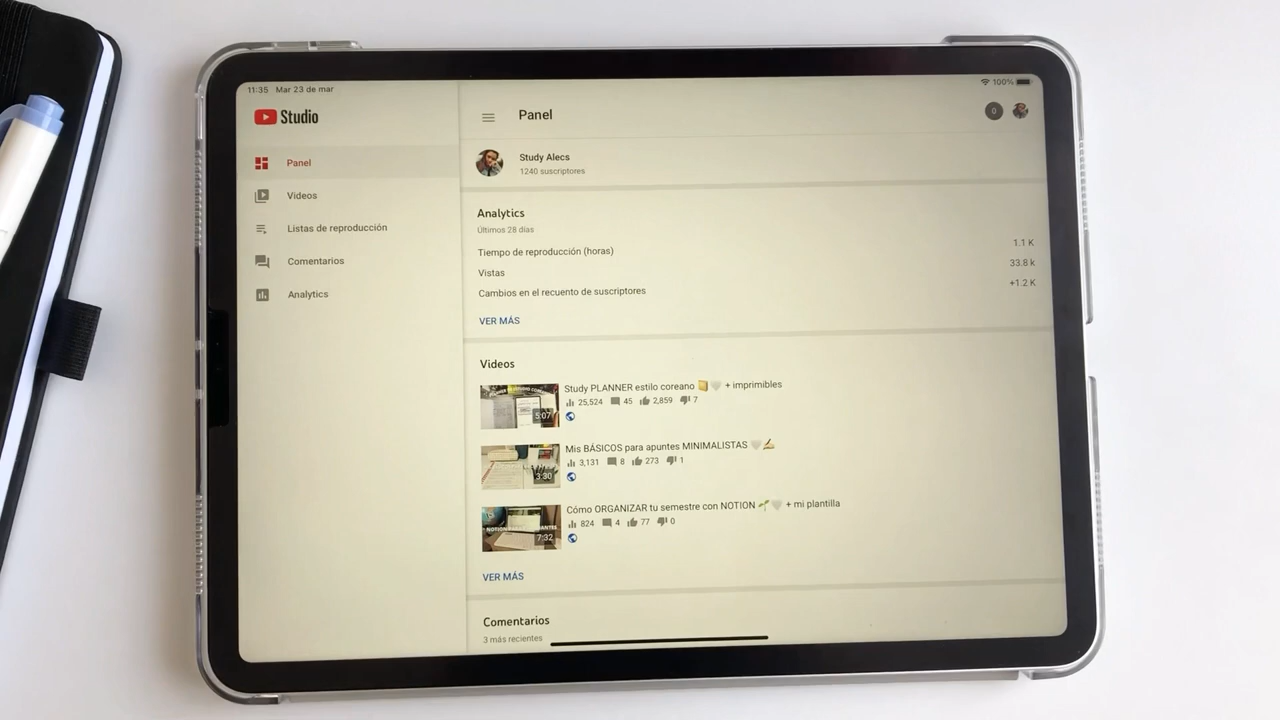 11:35 Mar 23 de mar
100%
Studio
Panel
Videos
Listas de reproducción
Comentarios
Analytics
Panel
0
Study Alecs
1240 suscriptores
Analytics
Últimos 28 días
Tiempo de reproducción (horas) 1.1 K
Vistas 33.8 k
Cambios en el recuento de suscriptores +1.2 K
VER MÁS
Videos
5:07
Study PLANNER estilo coreano + imprimibles
25,524 45 2,859 7
3:30
Mis BÁSICOS para apuntes MINIMALISTAS
3,131 8 273 1
7:32
Cómo ORGANIZAR tu semestre con NOTION + mi plantilla
824 4 77 0
VER MÁS
Comentarios
3 más recientes